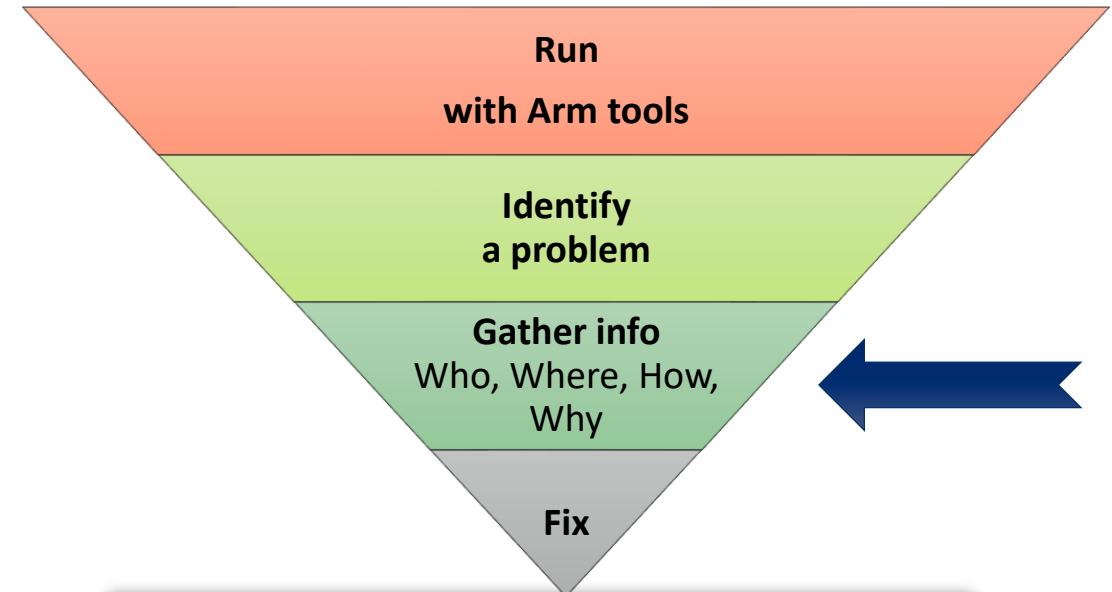 Run
with Arm tools
Identify
a problem
Gather info
Who, Where, How,
Why
Fix